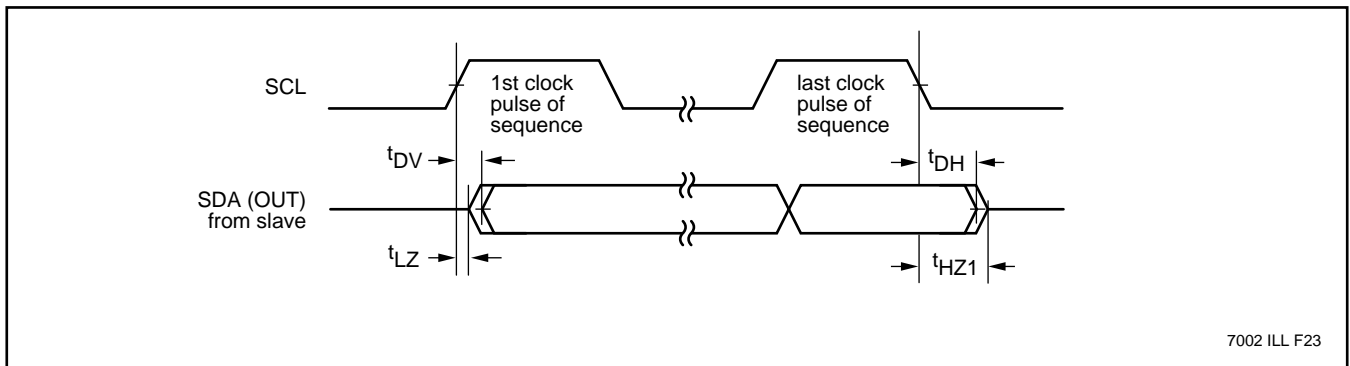 SCL
1st clock
pulse of
sequence
last clock
pulse of
sequence
tDV
tDH
SDA (OUT)
from slave
tLZ
tHZ1
7002 ILL F23